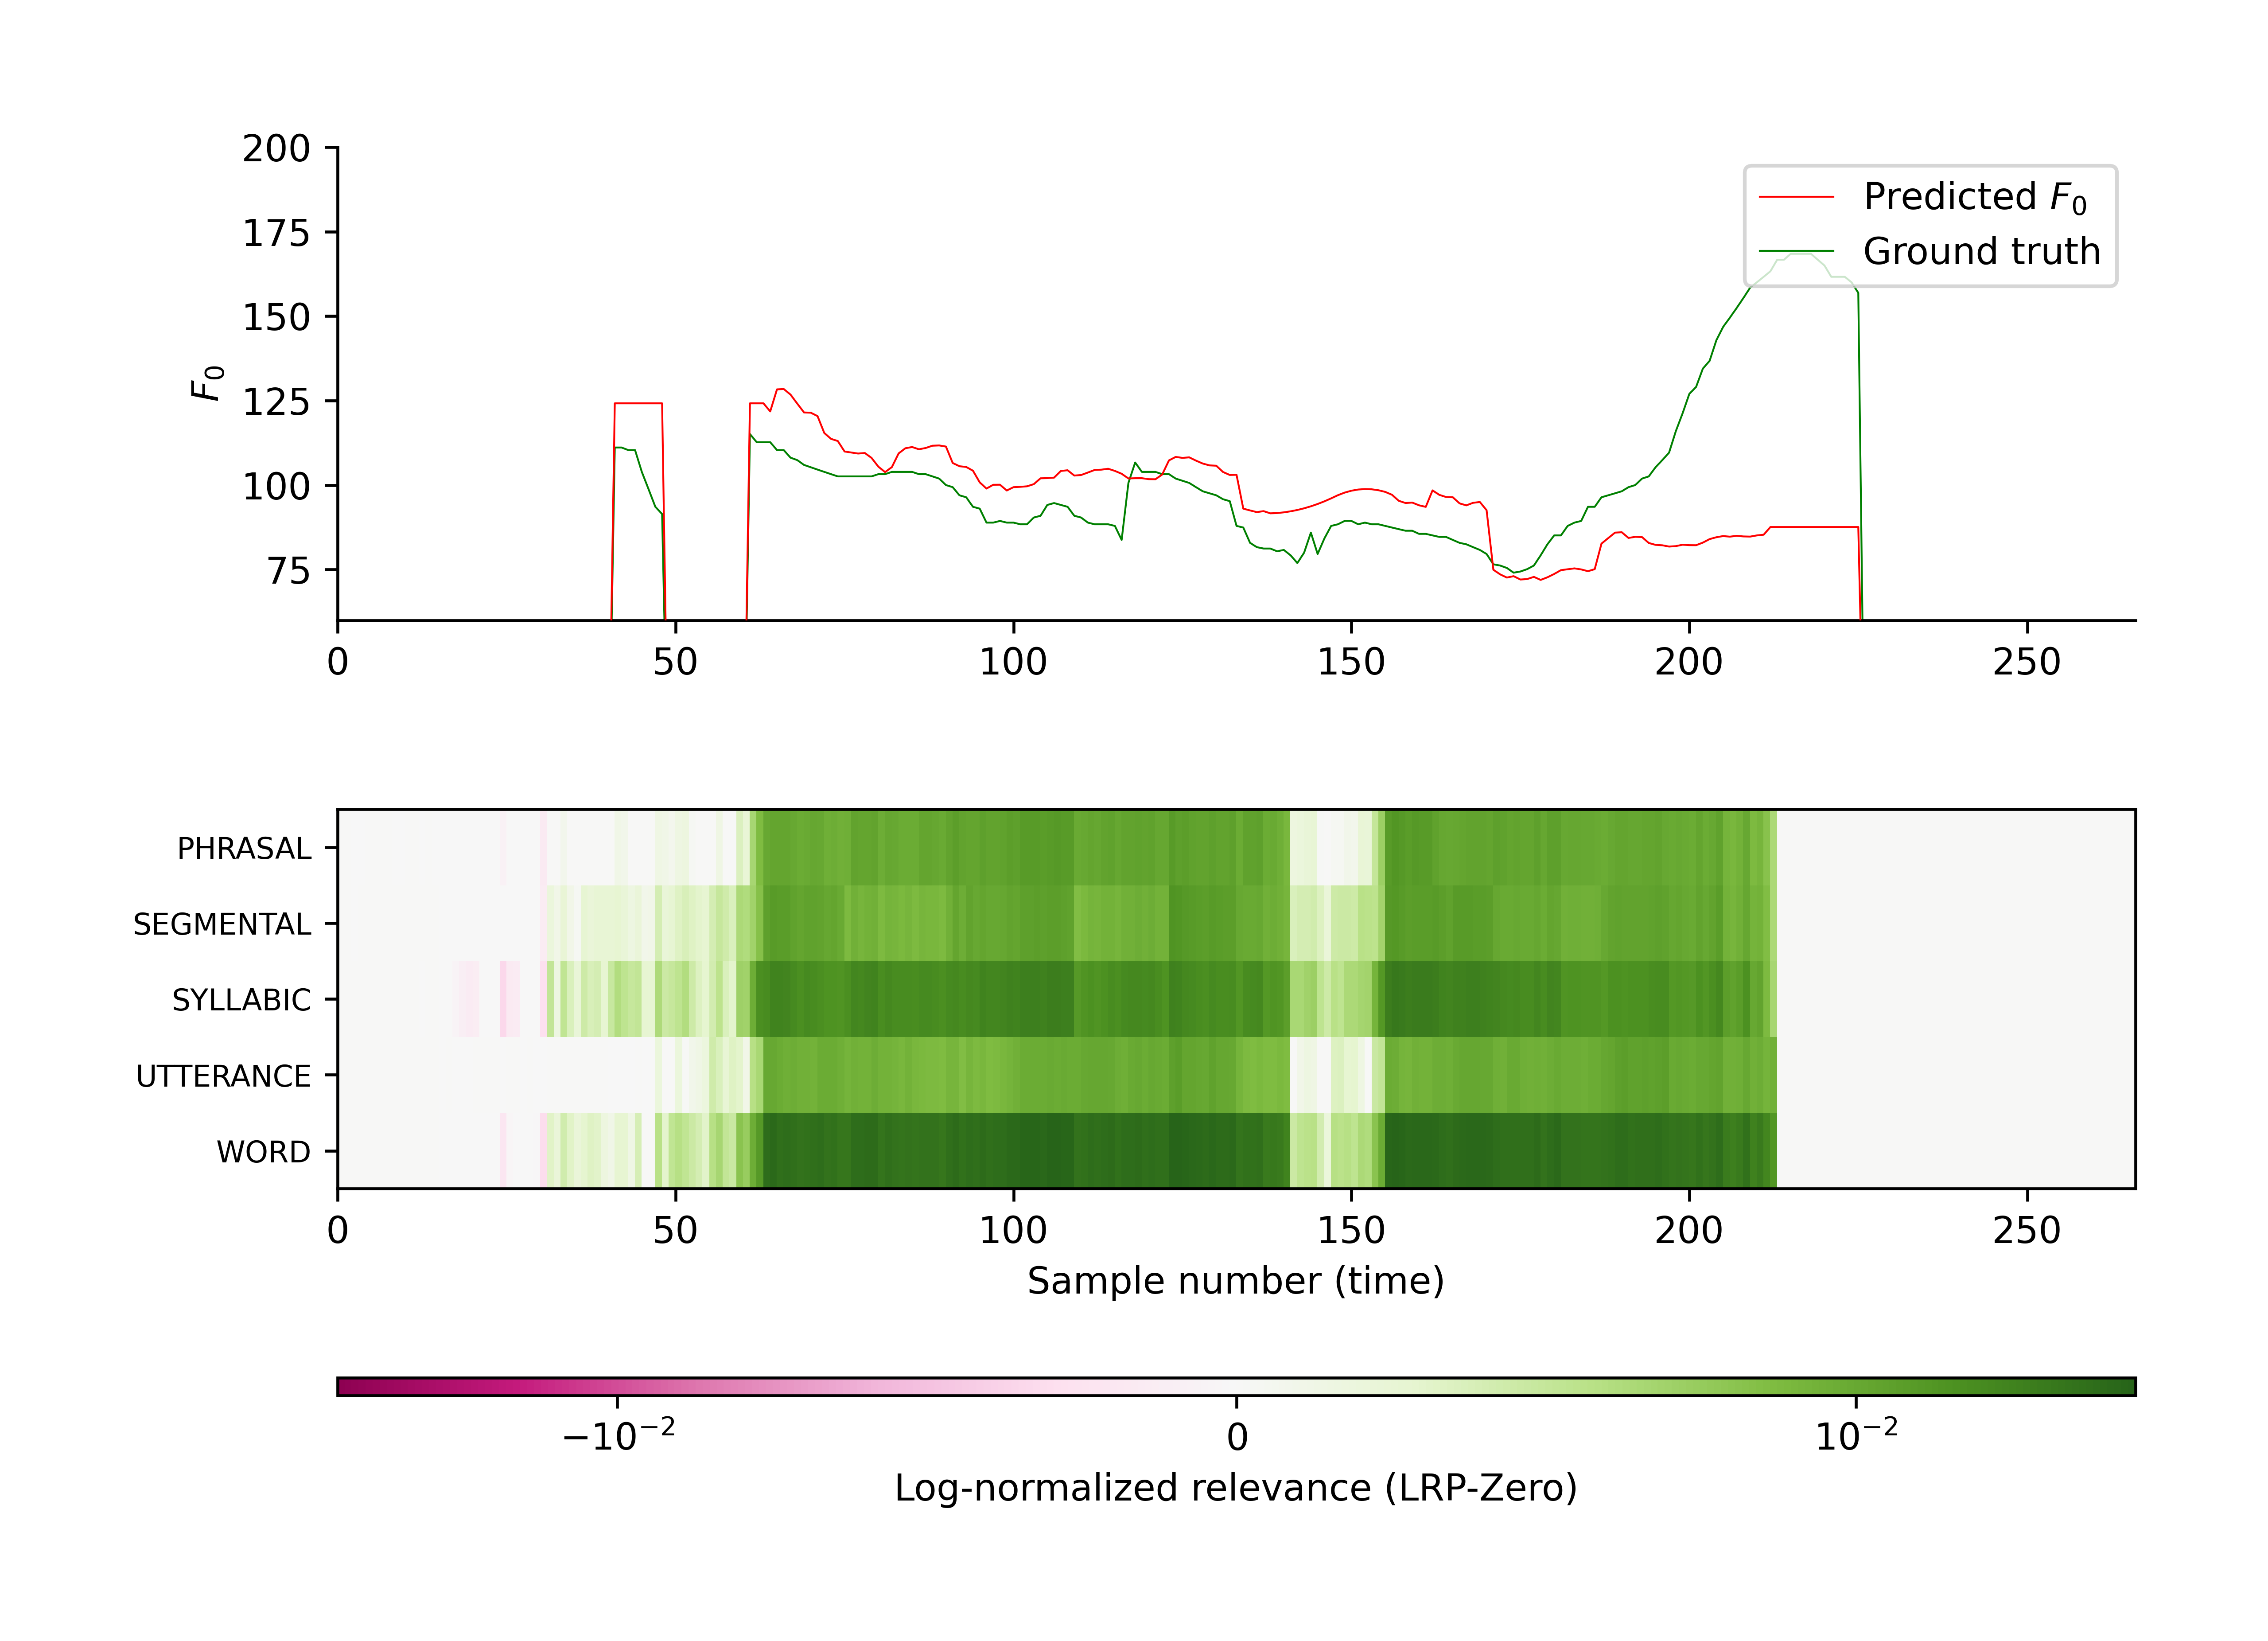 200
175
150
125
100
75
F₀
Predicted F₀
Ground truth
0 50 100 150 200 250
PHRASAL
SEGMENTAL
SYLLABIC
UTTERANCE
WORD
0 50 100 150 200 250
Sample number (time)
−10⁻² 0 10⁻²
Log-normalized relevance (LRP-Zero)